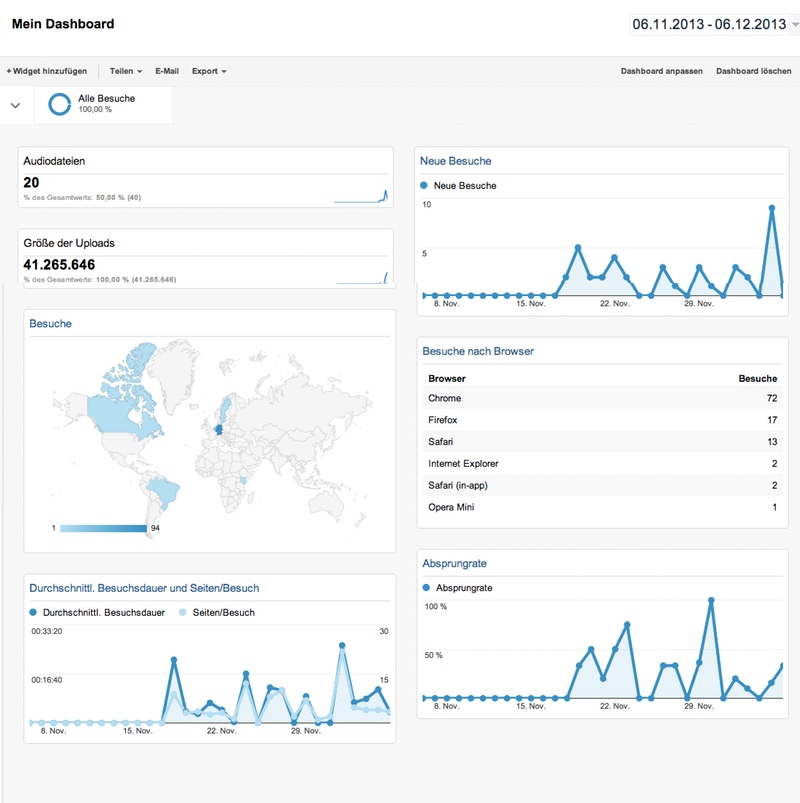 Mein Dashboard
06.11.2013 - 06.12.2013
+ Widget hinzufügen Teilen E-Mail Export Dashboard anpassen Dashboard löschen
Alle Besuche
100,00 %
Audiodateien
20
% des Gesamtwerts: 50,00 % (40)
Größe der Uploads
41.265.646
% des Gesamtwerts: 100,00 % (41.265.646)
Besuche
1 94
Durchschnittl. Besuchsdauer und Seiten/Besuch
Durchschnittl. Besuchsdauer Seiten/Besuch
00:33:20 30
00:16:40 15
8. Nov. 15. Nov. 22. Nov. 29. Nov.
Neue Besuche
Neue Besuche
10
5
8. Nov. 15. Nov. 22. Nov. 29. Nov.
Besuche nach Browser
Browser Besuche
Chrome 72
Firefox 17
Safari 13
Internet Explorer 2
Safari (in-app) 2
Opera Mini 1
Absprungrate
Absprungrate
100 %
50 %
8. Nov. 15. Nov. 22. Nov. 29. Nov.